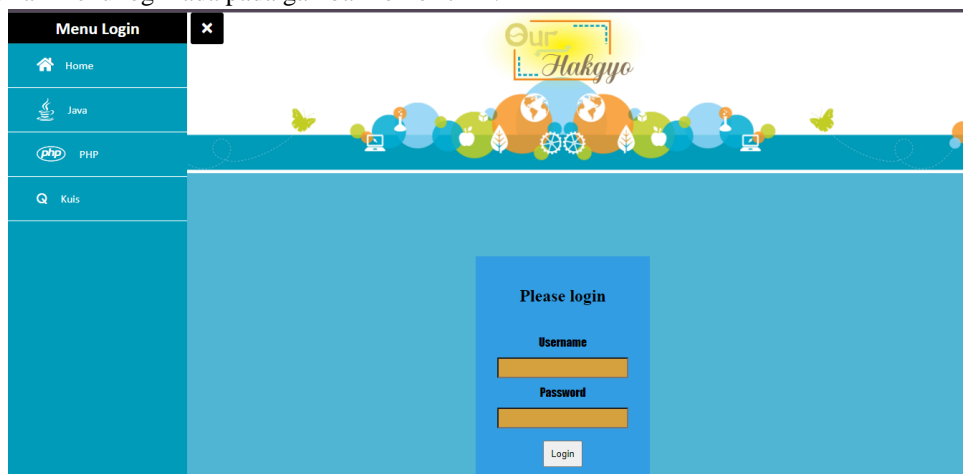 Menu Login
Home
Java
php PHP
Q Kuis
Our
Hakgyo
Please login
Username
Password
Login